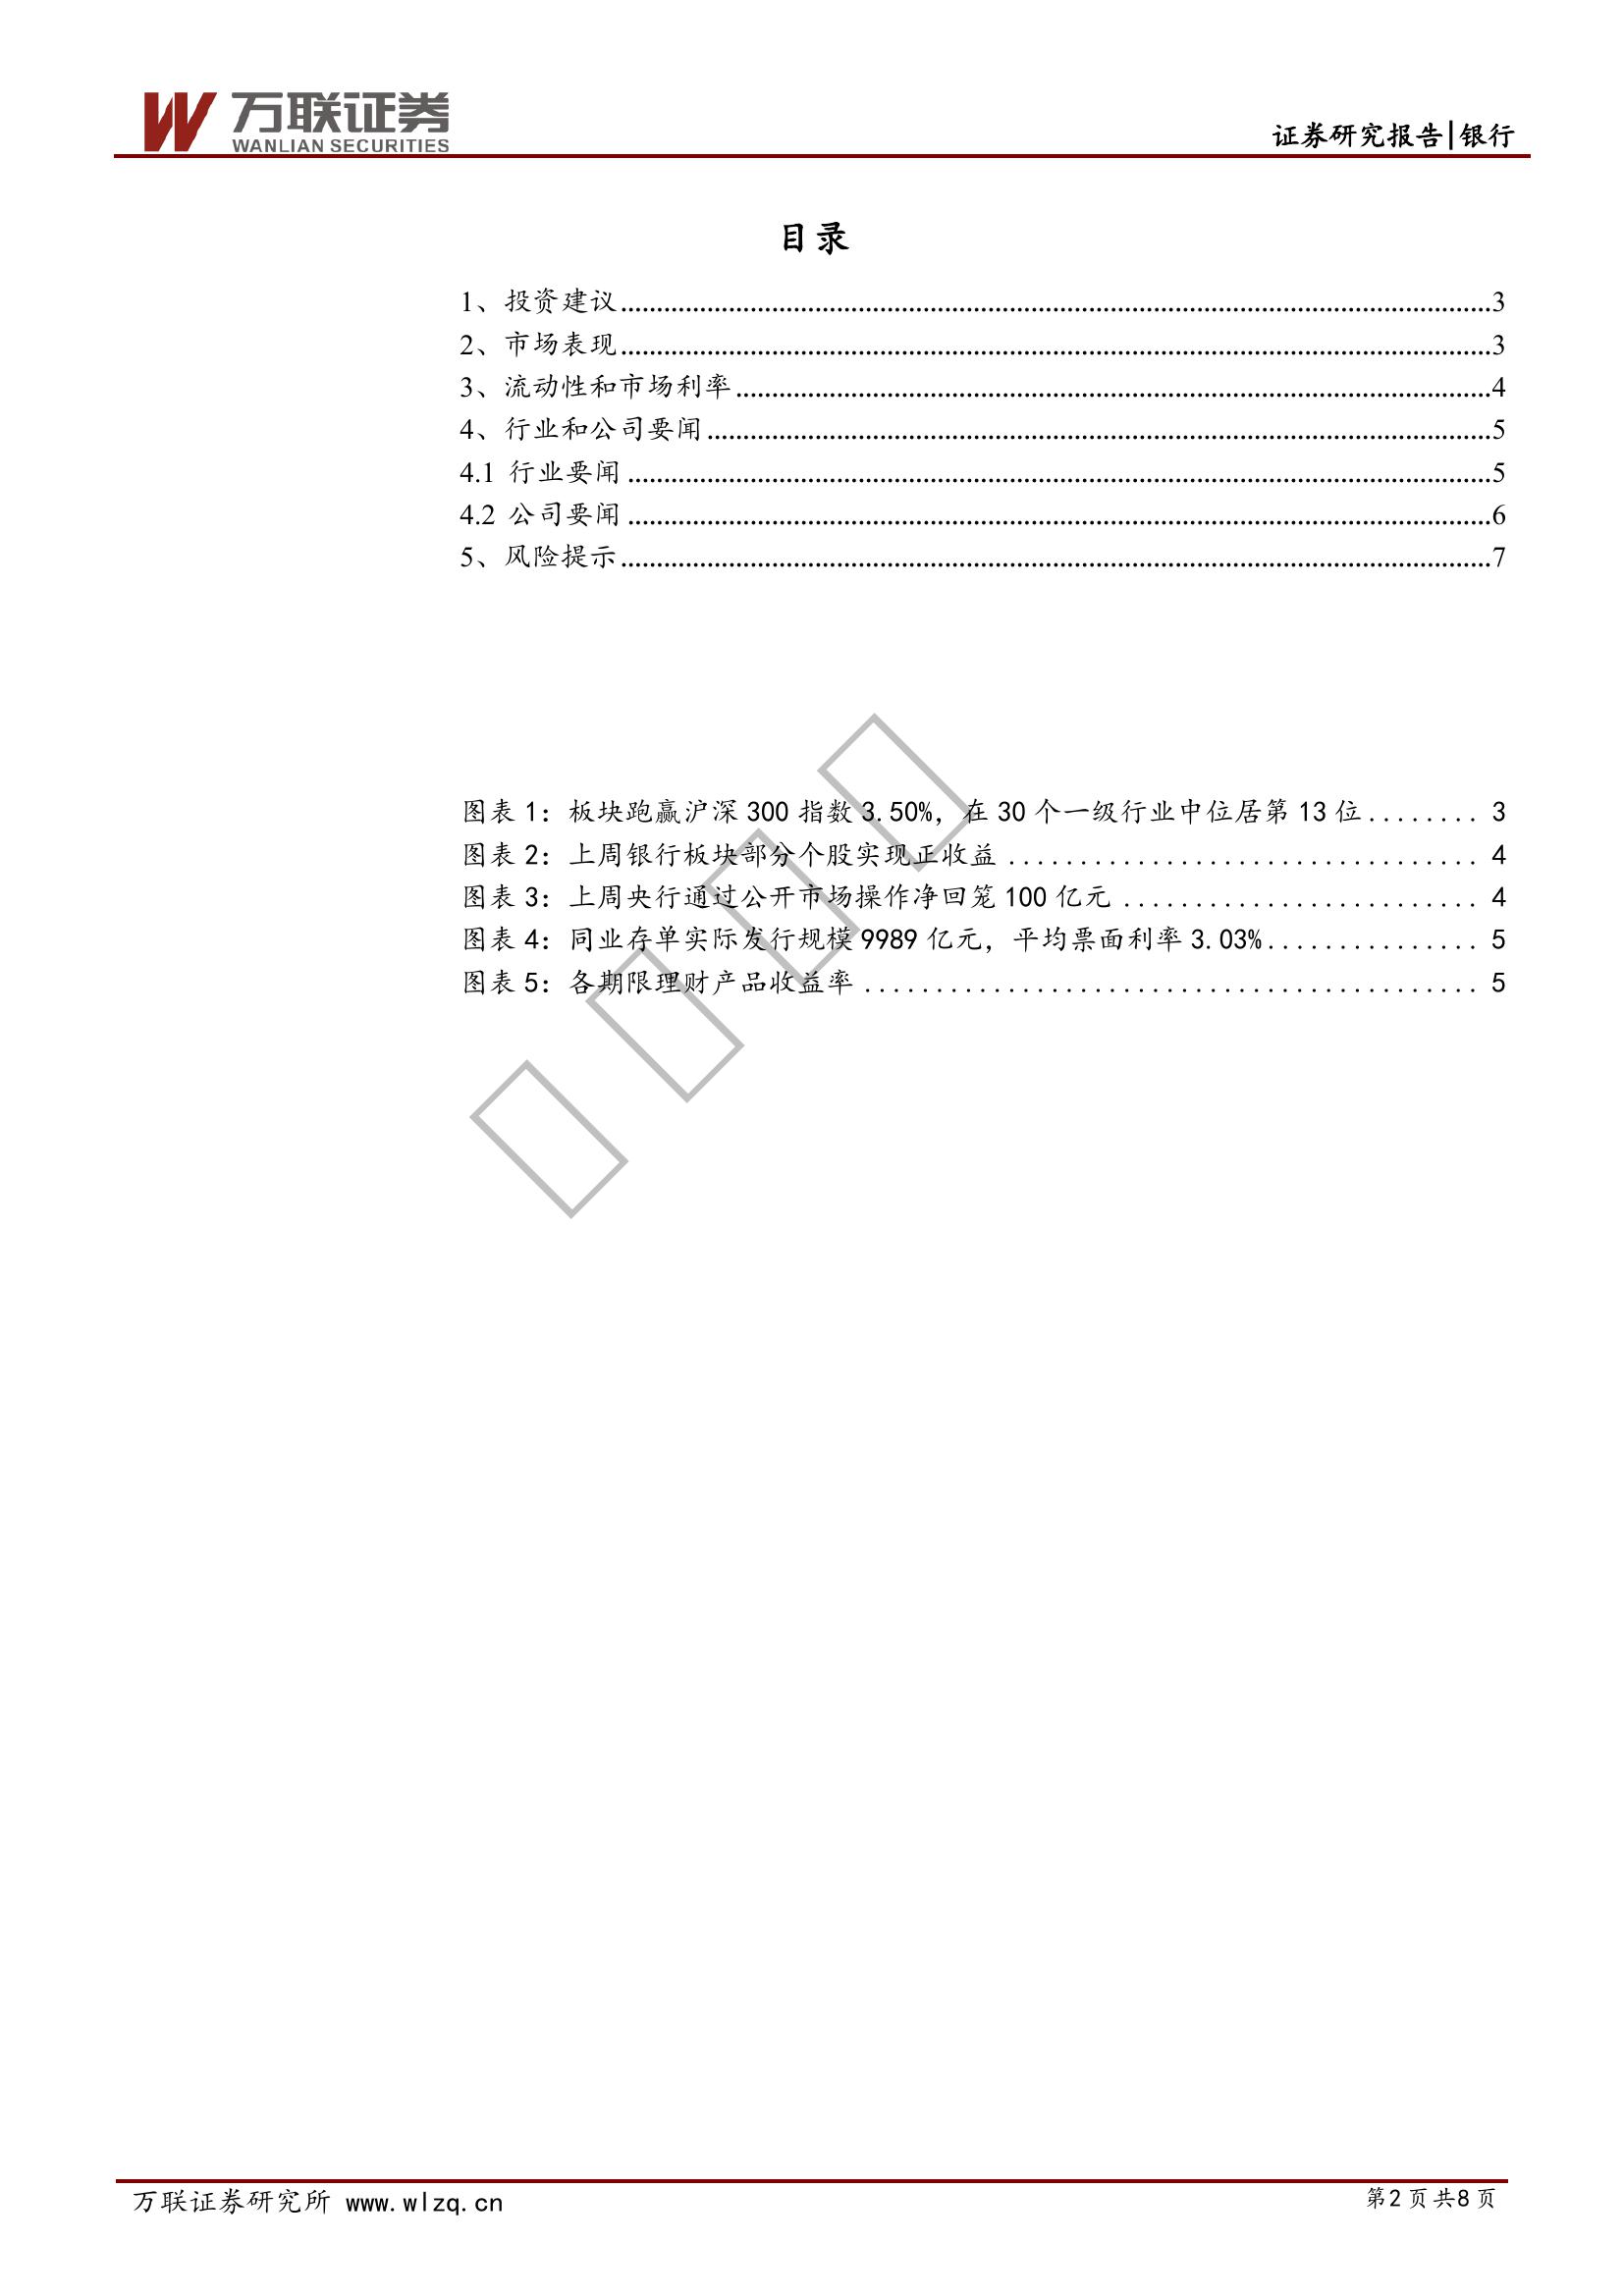 万联证券
WANLIAN SECURITIES
证券研究报告|银行
目录
1、投资建议........................................................................3
2、市场表现........................................................................3
3、流动性和市场利率........................................................................4
4、行业和公司要闻........................................................................5
4.1 行业要闻........................................................................5
4.2 公司要闻........................................................................6
5、风险提示........................................................................7
图表 1：板块跑赢沪深 300 指数 3.50%，在 30 个一级行业中位居第 13 位........ 3
图表 2：上周银行板块部分个股实现正收益 ................................. 4
图表 3：上周央行通过公开市场操作净回笼 100 亿元 ......................... 4
图表 4：同业存单实际发行规模 9989 亿元，平均票面利率 3.03%............... 5
图表 5：各期限理财产品收益率 ........................................... 5
万联证券研究所 www.wlzq.cn
第2页共8页